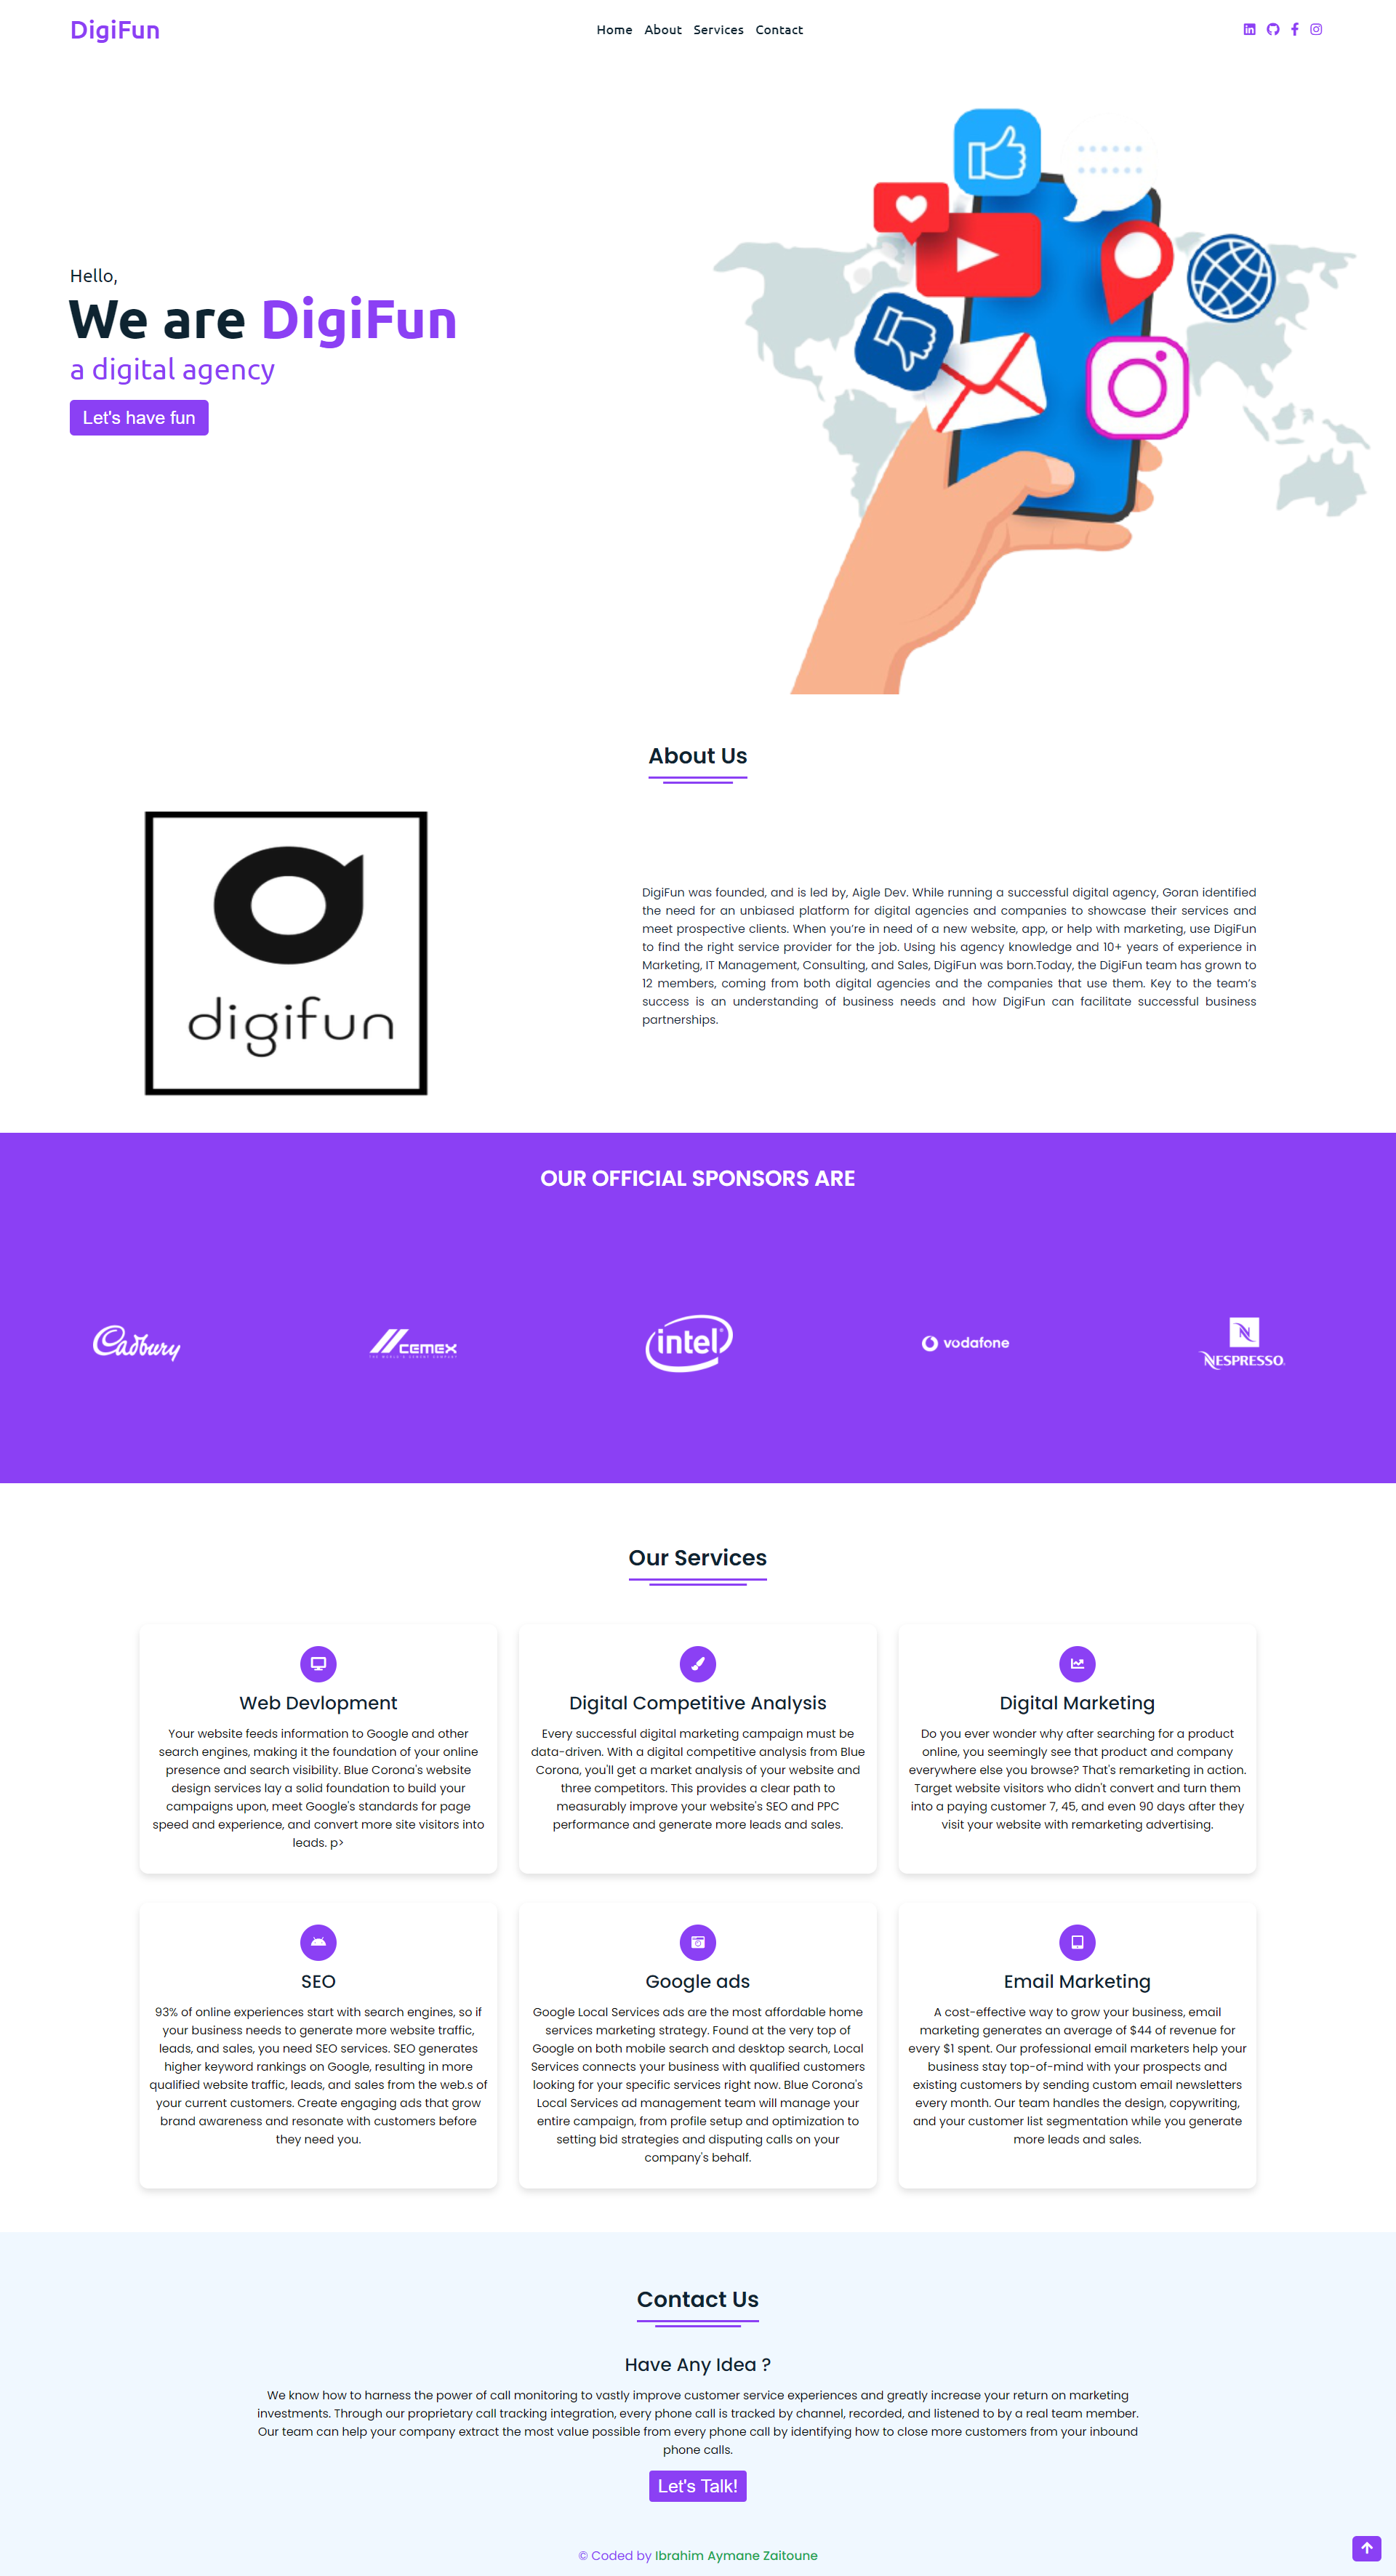 DigiFun
Home About Services Contact
Hello,
We are DigiFun
a digital agency
Let's have fun
About Us
digifun
DigiFun was founded, and is led by, Aigle Dev. While running a successful digital agency, Goran identified
the need for an unbiased platform for digital agencies and companies to showcase their services and
meet prospective clients. When you’re in need of a new website, app, or help with marketing, use DigiFun
to find the right service provider for the job. Using his agency knowledge and 10+ years of experience in
Marketing, IT Management, Consulting, and Sales, DigiFun was born.Today, the DigiFun team has grown to
12 members, coming from both digital agencies and the companies that use them. Key to the team’s
success is an understanding of business needs and how DigiFun can facilitate successful business
partnerships.
OUR OFFICIAL SPONSORS ARE
Cadbury
CEMEX
intel
vodafone
N
NESPRESSO.
Our Services
Web Devlopment
Your website feeds information to Google and other
search engines, making it the foundation of your online
presence and search visibility. Blue Corona's website
design services lay a solid foundation to build your
campaigns upon, meet Google's standards for page
speed and experience, and convert more site visitors into
leads. p>
Digital Competitive Analysis
Every successful digital marketing campaign must be
data-driven. With a digital competitive analysis from Blue
Corona, you'll get a market analysis of your website and
three competitors. This provides a clear path to
measurably improve your website's SEO and PPC
performance and generate more leads and sales.
Digital Marketing
Do you ever wonder why after searching for a product
online, you seemingly see that product and company
everywhere else you browse? That's remarketing in action.
Target website visitors who didn't convert and turn them
into a paying customer 7, 45, and even 90 days after they
visit your website with remarketing advertising.
SEO
93% of online experiences start with search engines, so if
your business needs to generate more website traffic,
leads, and sales, you need SEO services. SEO generates
higher keyword rankings on Google, resulting in more
qualified website traffic, leads, and sales from the web.s of
your current customers. Create engaging ads that grow
brand awareness and resonate with customers before
they need you.
Google ads
Google Local Services ads are the most affordable home
services marketing strategy. Found at the very top of
Google on both mobile search and desktop search, Local
Services connects your business with qualified customers
looking for your specific services right now. Blue Corona's
Local Services ad management team will manage your
entire campaign, from profile setup and optimization to
setting bid strategies and disputing calls on your
company's behalf.
Email Marketing
A cost-effective way to grow your business, email
marketing generates an average of $44 of revenue for
every $1 spent. Our professional email marketers help your
business stay top-of-mind with your prospects and
existing customers by sending custom email newsletters
every month. Our team handles the design, copywriting,
and your customer list segmentation while you generate
more leads and sales.
Contact Us
Have Any Idea ?
We know how to harness the power of call monitoring to vastly improve customer service experiences and greatly increase your return on marketing
investments. Through our proprietary call tracking integration, every phone call is tracked by channel, recorded, and listened to by a real team member.
Our team can help your company extract the most value possible from every phone call by identifying how to close more customers from your inbound
phone calls.
Let's Talk!
© Coded by Ibrahim Aymane Zaitoune